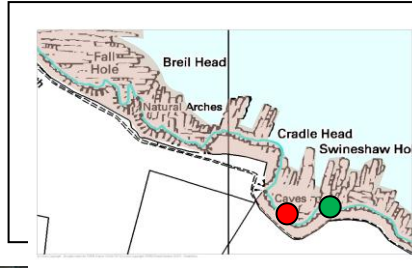 Fall
Hole
Breil Head
Natural Arches
Cradle Head
Swineshaw Ho
Caves